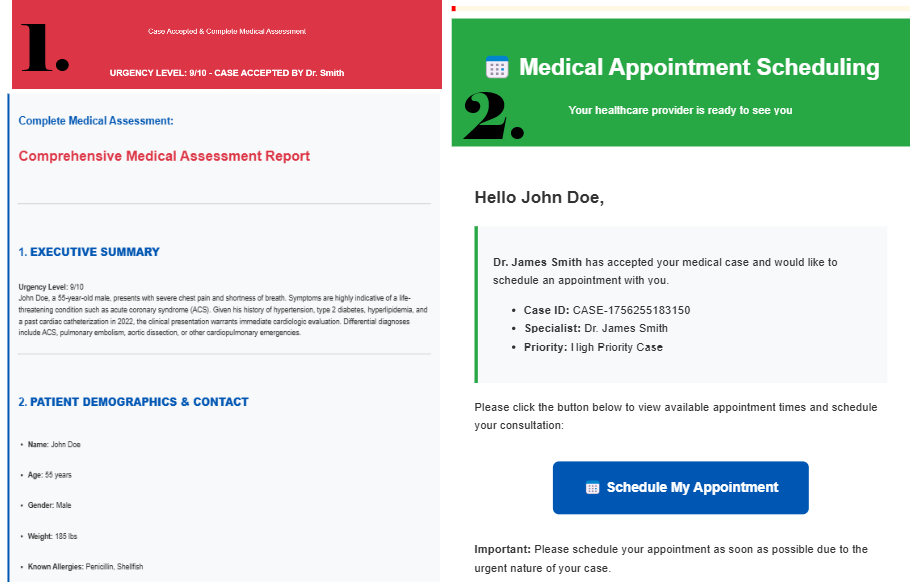 1.
Case Accepted & Complete Medical Assessment
URGENCY LEVEL: 9/10 - CASE ACCEPTED BY Dr. Smith
Complete Medical Assessment:
Comprehensive Medical Assessment Report
1. EXECUTIVE SUMMARY
Urgency Level: 9/10
John Doe, a 55-year-old male, presents with severe chest pain and shortness of breath. Symptoms are highly indicative of a life-
threatening condition such as acute coronary syndrome (ACS). Given his history of hypertension, type 2 diabetes, hyperlipidemia, and
a past cardiac catheterization in 2022, the clinical presentation warrants immediate cardiologic evaluation. Differential diagnoses
include ACS, pulmonary embolism, aortic dissection, or other cardiopulmonary emergencies.
2. PATIENT DEMOGRAPHICS & CONTACT
• Name: John Doe
• Age: 55 years
• Gender: Male
• Weight: 185 lbs
• Known Allergies: Penicillin, Shellfish
2.
Medical Appointment Scheduling
Your healthcare provider is ready to see you
Hello John Doe,
Dr. James Smith has accepted your medical case and would like to
schedule an appointment with you.
• Case ID: CASE-1756255183150
• Specialist: Dr. James Smith
• Priority: High Priority Case
Please click the button below to view available appointment times and schedule
your consultation:
Schedule My Appointment
Important: Please schedule your appointment as soon as possible due to the
urgent nature of your case.